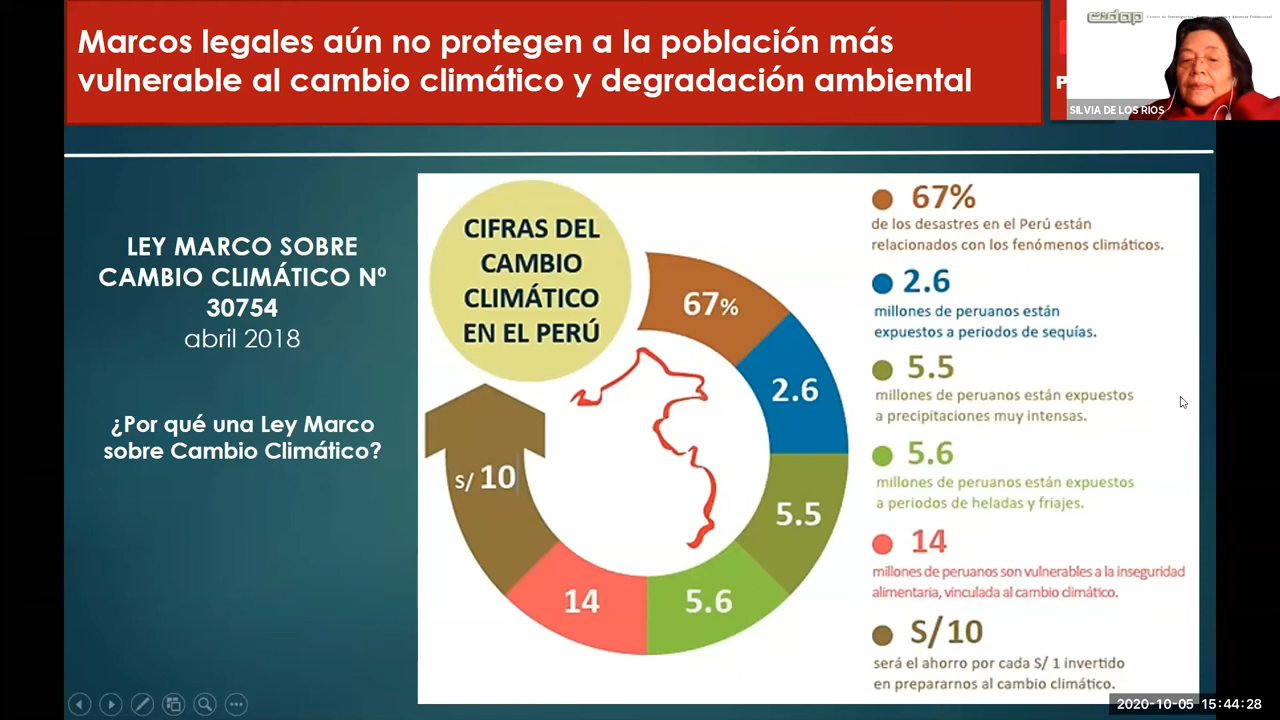 Marcos legales aún no protegen a la población más
vulnerable al cambio climático y degradación ambiental
P
cidap
SILVIA DE LOS RIOS
LEY MARCO SOBRE
CAMBIO CLIMÁTICO Nº
30754
abril 2018
¿Por qué una Ley Marco
sobre Cambio Climático?
CIFRAS DEL
CAMBIO
CLIMÁTICO
EN EL PERÚ
67%
2.6
5.5
5.6
14
S/ 10
67%
de los desastres en el Perú están
relacionados con los fenómenos climáticos.
2.6
millones de peruanos están
expuestos a periodos de sequías.
5.5
millones de peruanos están expuestos
a precipitaciones muy intensas.
5.6
millones de peruanos están expuestos
a periodos de heladas y friajes.
14
millones de peruanos son vulnerables a la inseguridad
alimentaria, vinculada al cambio climático.
S/10
será el ahorro por cada S/ 1 invertido
en prepararnos al cambio climático.
2020-10-05 15:44:28